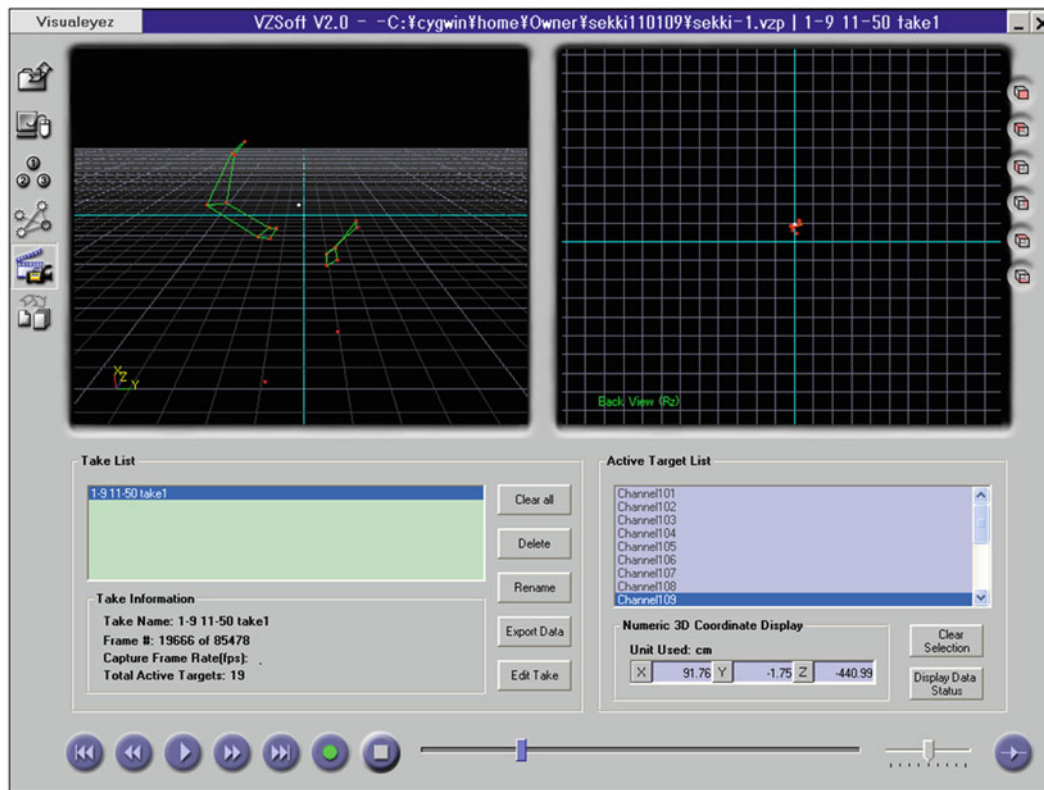 Visualeyez
VZSoft V2.0 - -C:¥cygwin¥home¥Owner¥sekki110109¥sekki-1.vzp | 1-9 11-50 take1
① ② ③
X
Z
Y
Back View (Rz)
Take List
1-9 11-50 take1
Clear all
Delete
Rename
Export Data
Edit Take
Take Information
Take Name: 1-9 11-50 take1
Frame #: 19666 of 85478
Capture Frame Rate(fps): .
Total Active Targets: 19
Active Target List
Channel101
Channel102
Channel103
Channel104
Channel105
Channel106
Channel107
Channel108
Channel109
Numeric 3D Coordinate Display
Unit Used: cm
X 91.76 Y -1.75 Z -440.99
Clear
Selection
Display Data
Status